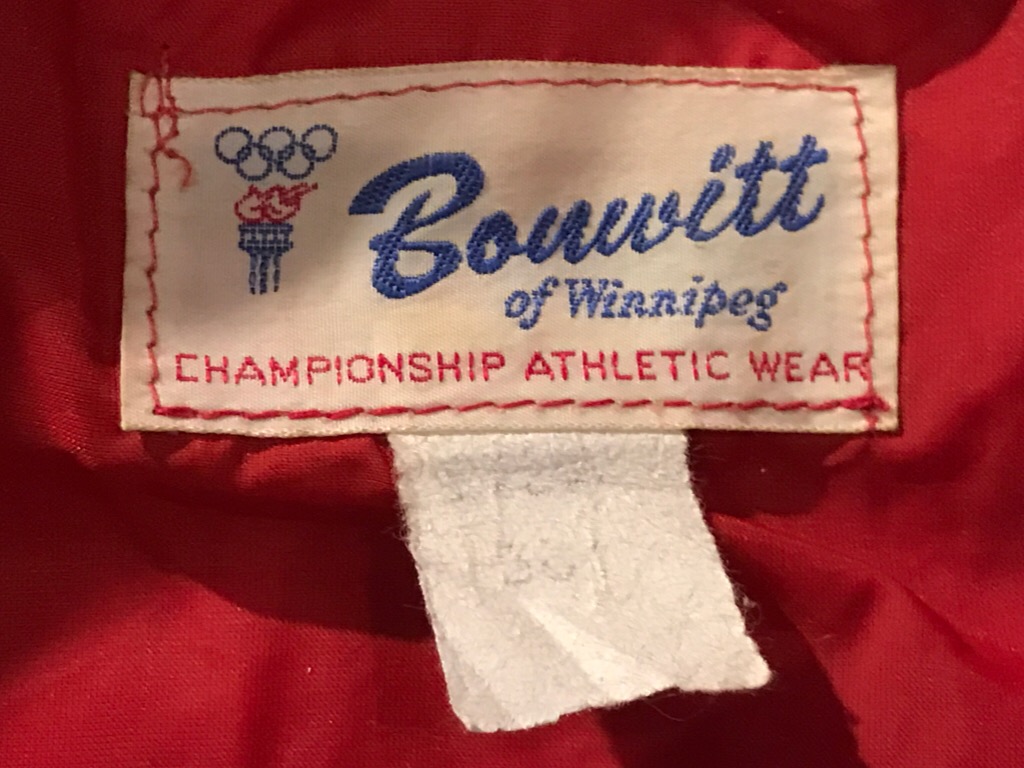 Bouwitt
of Winnipeg
CHAMPIONSHIP ATHLETIC WEAR